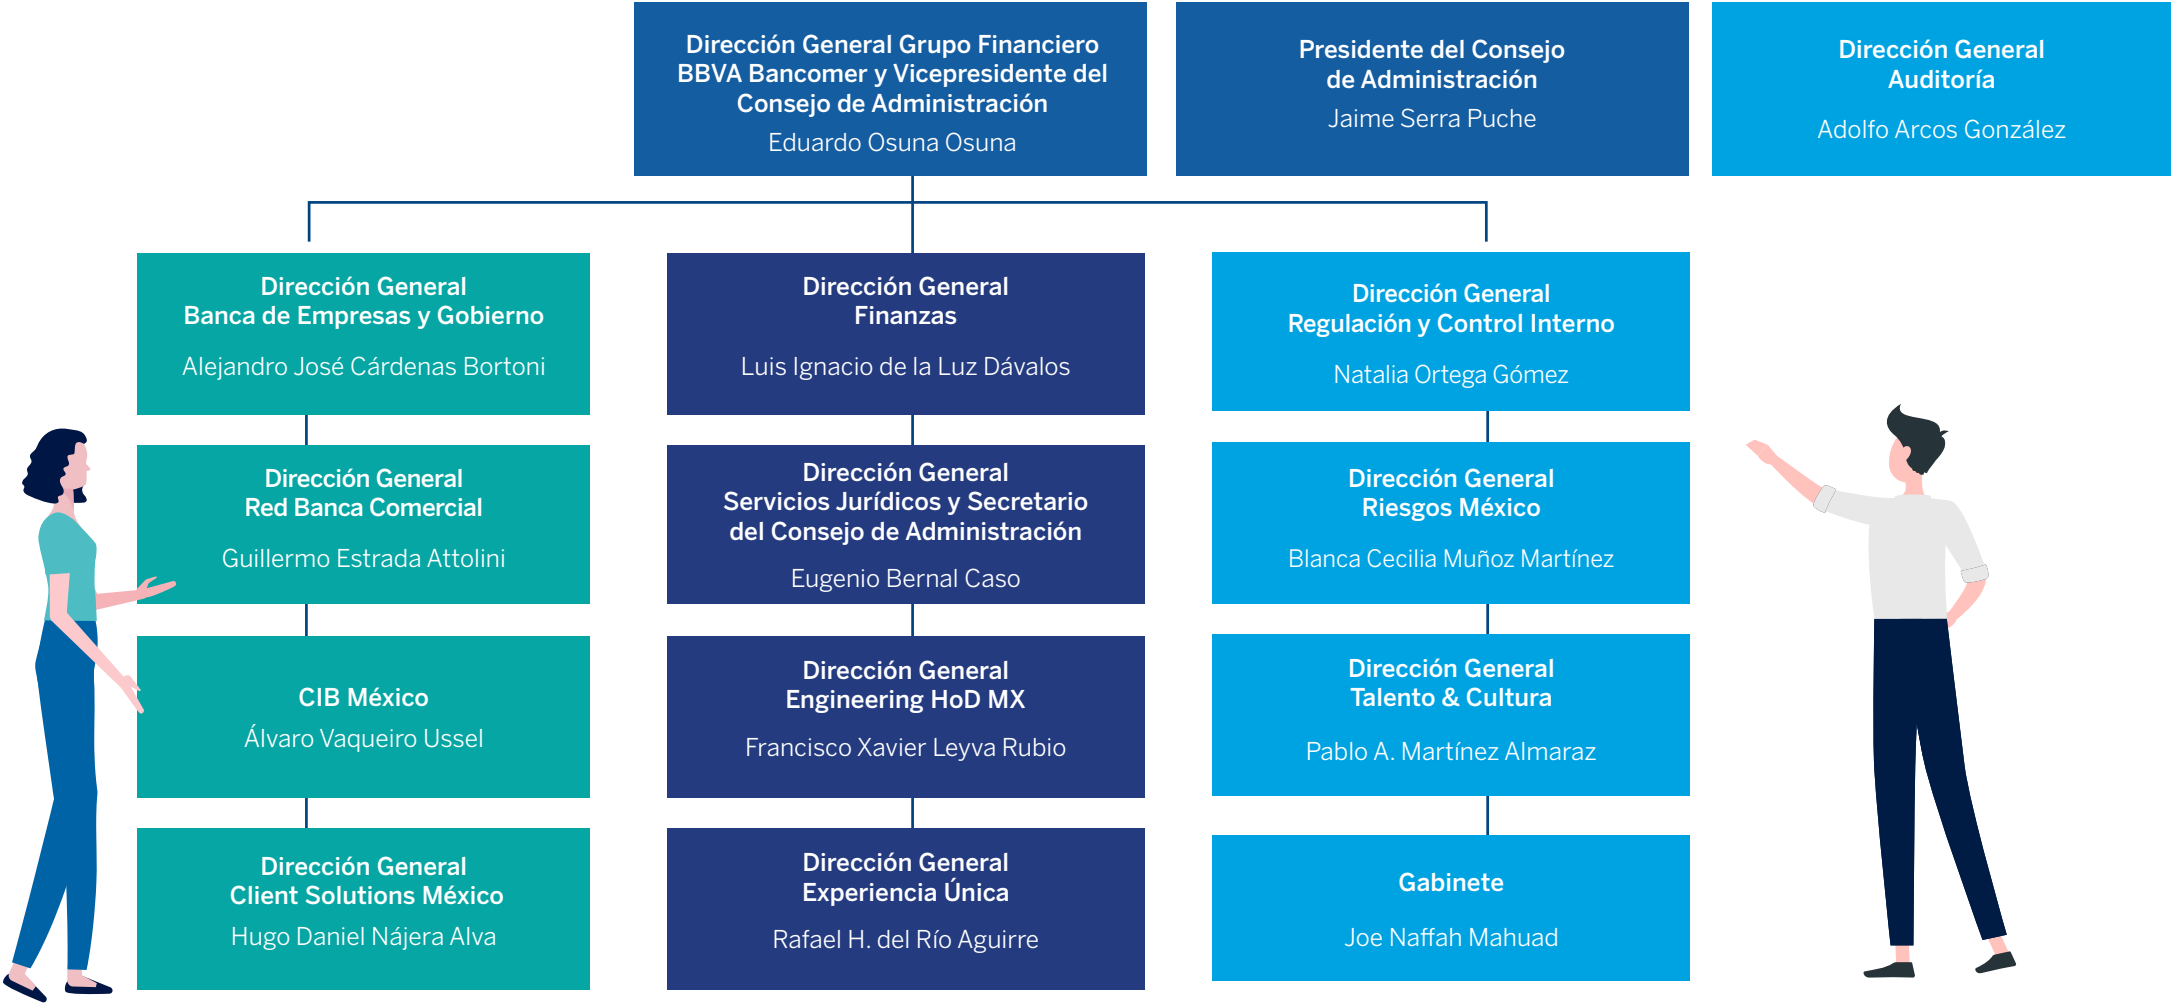 Dirección General Grupo Financiero
BBVA Bancomer y Vicepresidente del
Consejo de Administración
Eduardo Osuna Osuna
Presidente del Consejo
de Administración
Jaime Serra Puche
Dirección General
Auditoría
Adolfo Arcos González
Dirección General
Banca de Empresas y Gobierno
Alejandro José Cárdenas Bortoni
Dirección General
Finanzas
Luis Ignacio de la Luz Dávalos
Dirección General
Regulación y Control Interno
Natalia Ortega Gómez
Dirección General
Red Banca Comercial
Guillermo Estrada Attolini
Dirección General
Servicios Jurídicos y Secretario
del Consejo de Administración
Eugenio Bernal Caso
Dirección General
Riesgos México
Blanca Cecilia Muñoz Martínez
CIB México
Álvaro Vaqueiro Ussel
Dirección General
Engineering HoD MX
Francisco Xavier Leyva Rubio
Dirección General
Talento & Cultura
Pablo A. Martínez Almaraz
Dirección General
Client Solutions México
Hugo Daniel Nájera Alva
Dirección General
Experiencia Única
Rafael H. del Río Aguirre
Gabinete
Joe Naffah Mahuad